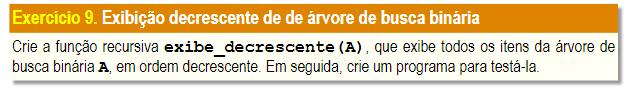 Exercício 9. Exibição decrescente de de árvore de busca binária
Crie a função recursiva exibe_decrescente(A), que exibe todos os itens da árvore de
busca binária A, em ordem decrescente. Em seguida, crie um programa para testá-la.